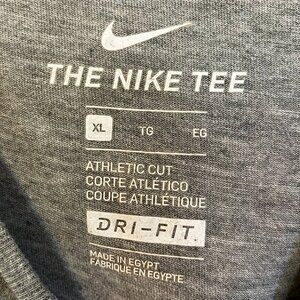 THE NIKE TEE
XL TG EG
ATHLETIC CUT
CORTE ATLÉTICO
COUPE ATHLÉTIQUE
DRI-FIT
MADE IN EGYPT
FABRIQUÉ EN EGYPTE